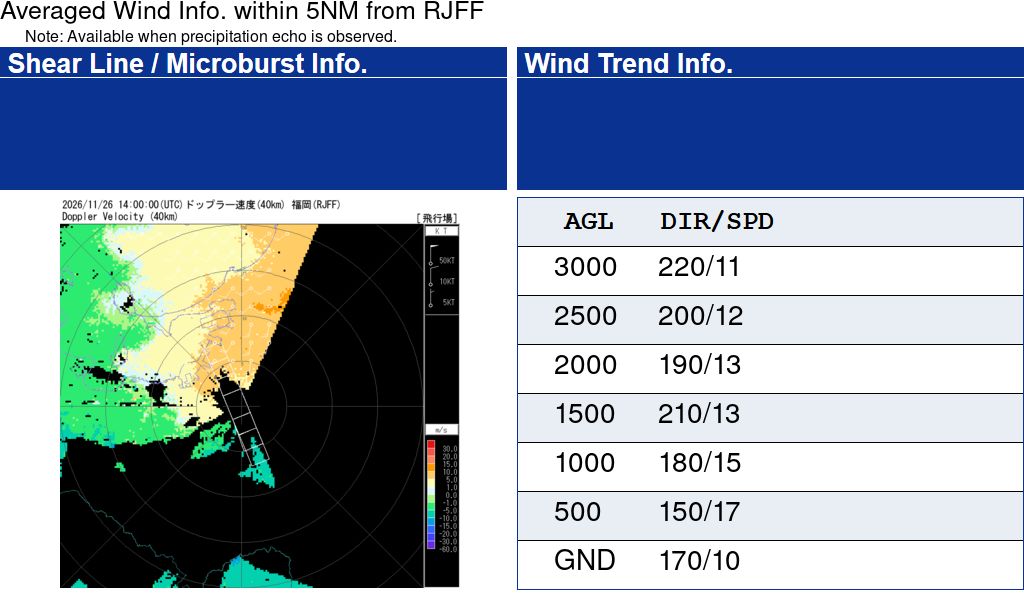 Averaged Wind Info. within 5NM from RJFF
Note: Available when precipitation echo is observed.
Shear Line / Microburst Info.
Wind Trend Info.
2026/11/26 14:00:00(UTC) ドップラー速度(40km) 福岡(RJFF)
Doppler Velocity (40km)
[飛行場]
K T
50KT
10KT
5KT
m/s
30.0
20.0
15.0
10.0
5.0
1.0
0.0
-1.0
-5.0
-10.0
-15.0
-20.0
-30.0
-60.0
AGL DIR/SPD
3000 220/11
2500 200/12
2000 190/13
1500 210/13
1000 180/15
500 150/17
GND 170/10